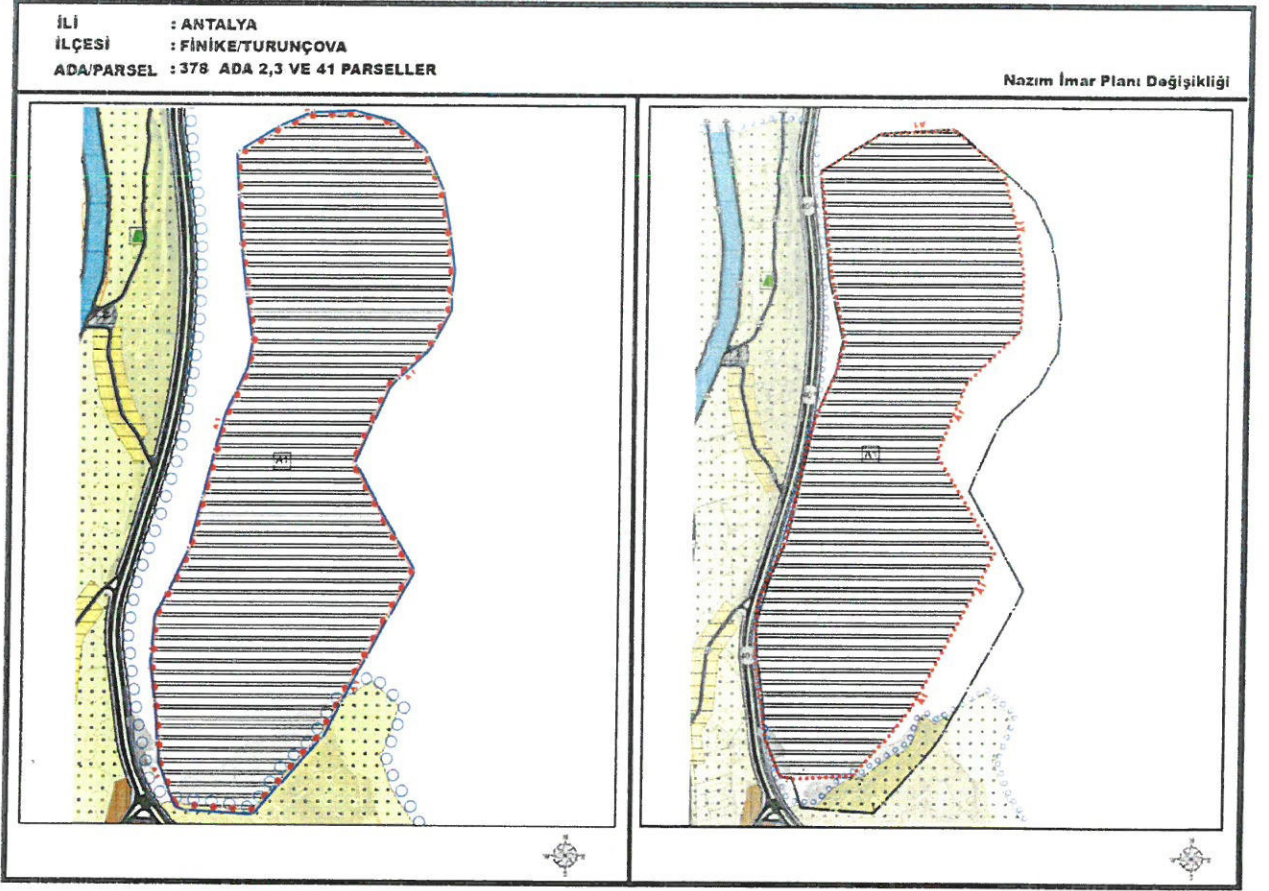 İLİ : ANTALYA
İLÇESİ : FİNİKE/TURUNÇOVA
ADA/PARSEL : 378 ADA 2,3 VE 41 PARSELLER
Nazım İmar Planı Değişikliği
A1
A1